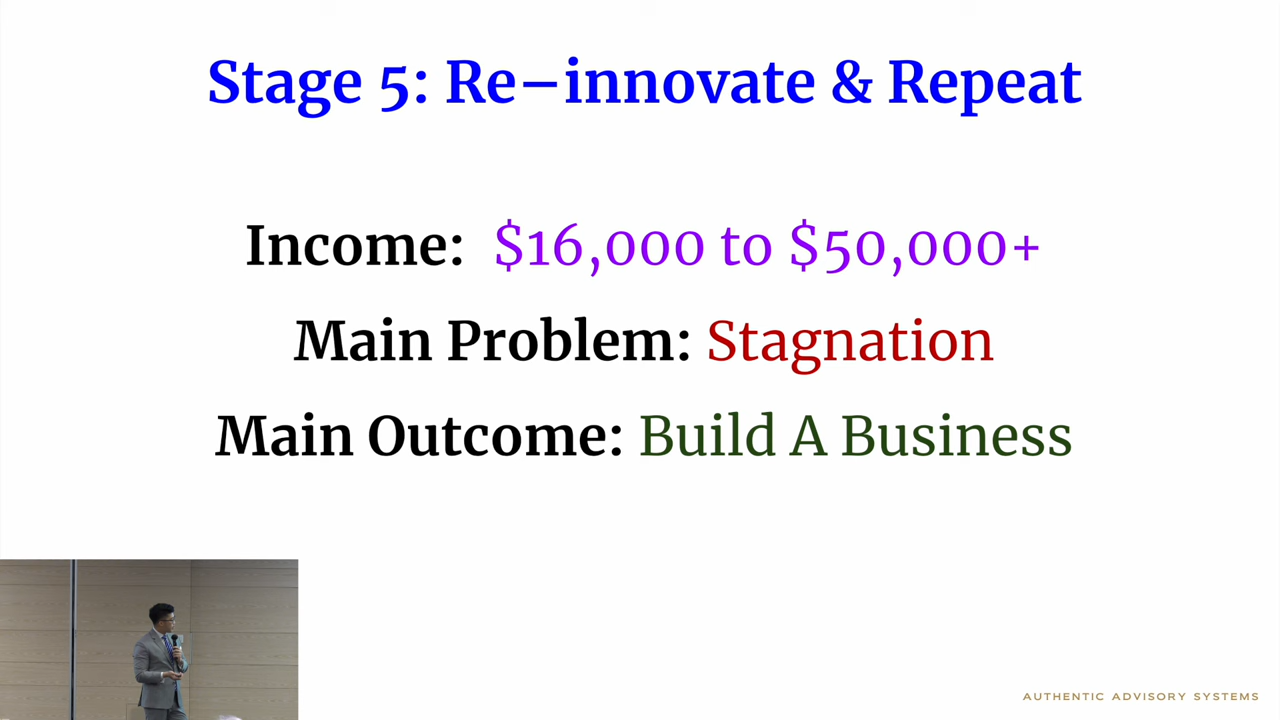 Stage 5: Re–innovate & Repeat
Income: $16,000 to $50,000+
Main Problem: Stagnation
Main Outcome: Build A Business
AUTHENTIC ADVISORY SYSTEMS